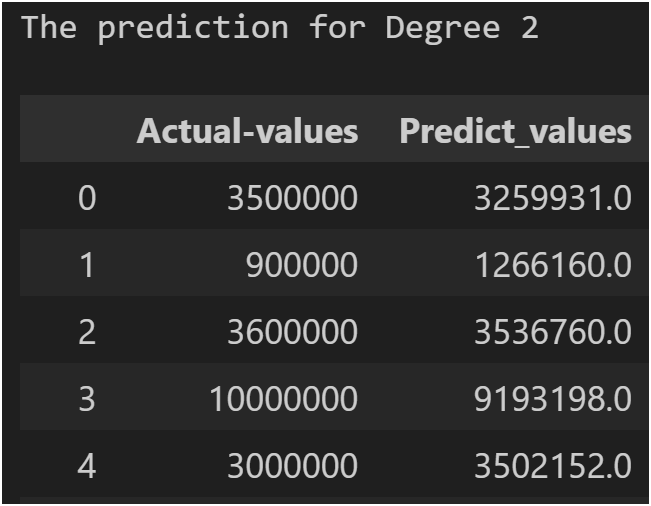 The prediction for Degree 2
Actual-values Predict_values
0 3500000 3259931.0
1 900000 1266160.0
2 3600000 3536760.0
3 10000000 9193198.0
4 3000000 3502152.0